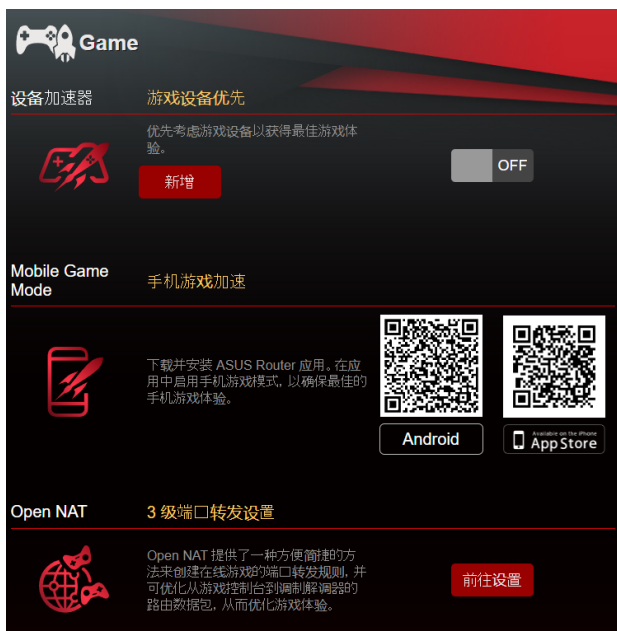 Game
设备加速器
游戏设备优先
优先考虑游戏设备以获得最佳游戏体
验。
新增
OFF
Mobile Game
Mode
手机游戏加速
下载并安装 ASUS Router 应用。在应
用中启用手机游戏模式, 以确保最佳的
手机游戏体验。
Android
Available on the iPhone
App Store
Open NAT
3 级端口转发设置
Open NAT 提供了一种方便简捷的方
法来创建在线游戏的端口转发规则, 并
可优化从游戏控制台到调制解调器的
路由数据包, 从而优化游戏体验。
前往设置